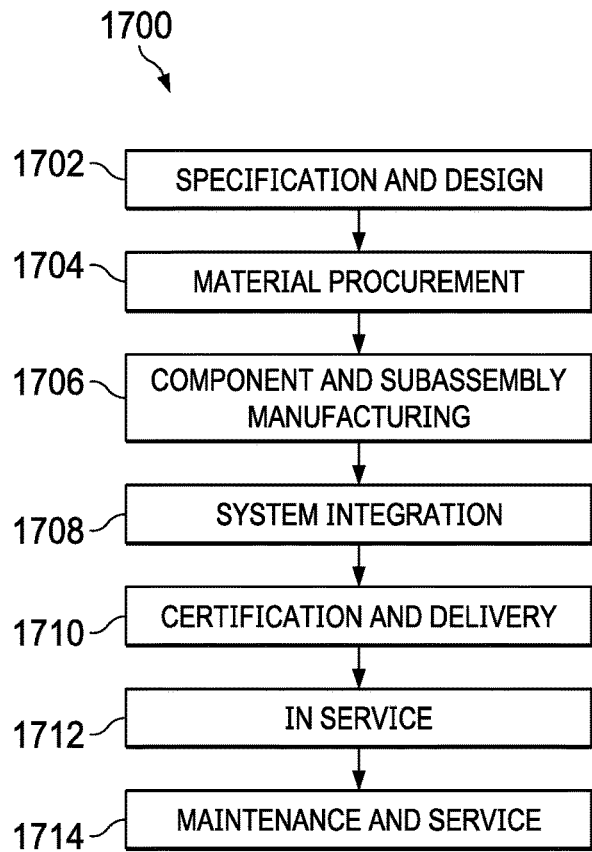 1700
1702
SPECIFICATION AND DESIGN
1704
MATERIAL PROCUREMENT
1706
COMPONENT AND SUBASSEMBLY
MANUFACTURING
1708
SYSTEM INTEGRATION
1710
CERTIFICATION AND DELIVERY
1712
IN SERVICE
1714
MAINTENANCE AND SERVICE